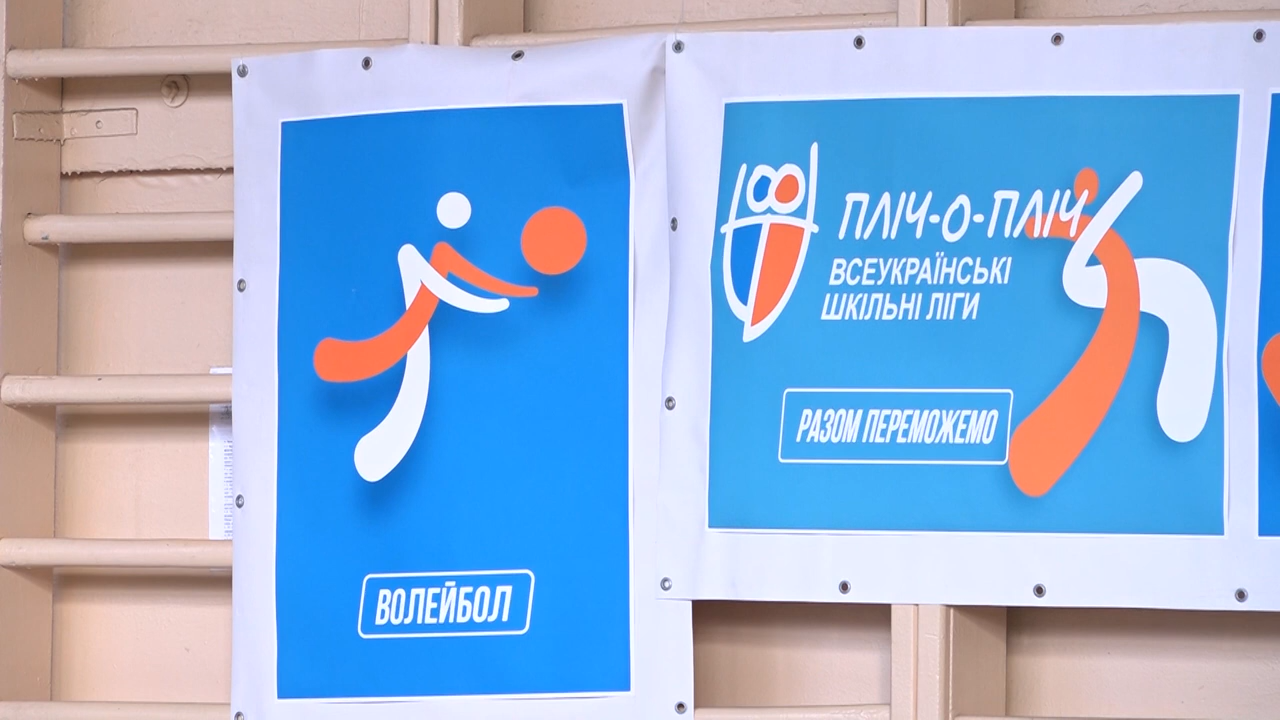 ВОЛЕЙБОЛ
ПЛІЧ-О-ПЛІЧ
ВСЕУКРАЇНСЬКІ
ШКІЛЬНІ ЛІГИ
РАЗОМ ПЕРЕМОЖЕМО